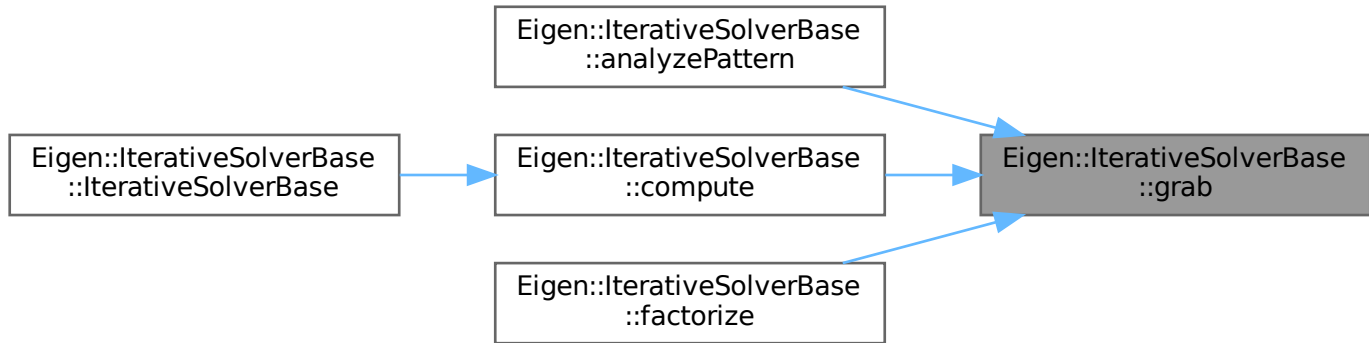 Eigen::IterativeSolverBase
::analyzePattern
Eigen::IterativeSolverBase
::IterativeSolverBase
Eigen::IterativeSolverBase
::compute
Eigen::IterativeSolverBase
::grab
Eigen::IterativeSolverBase
::factorize